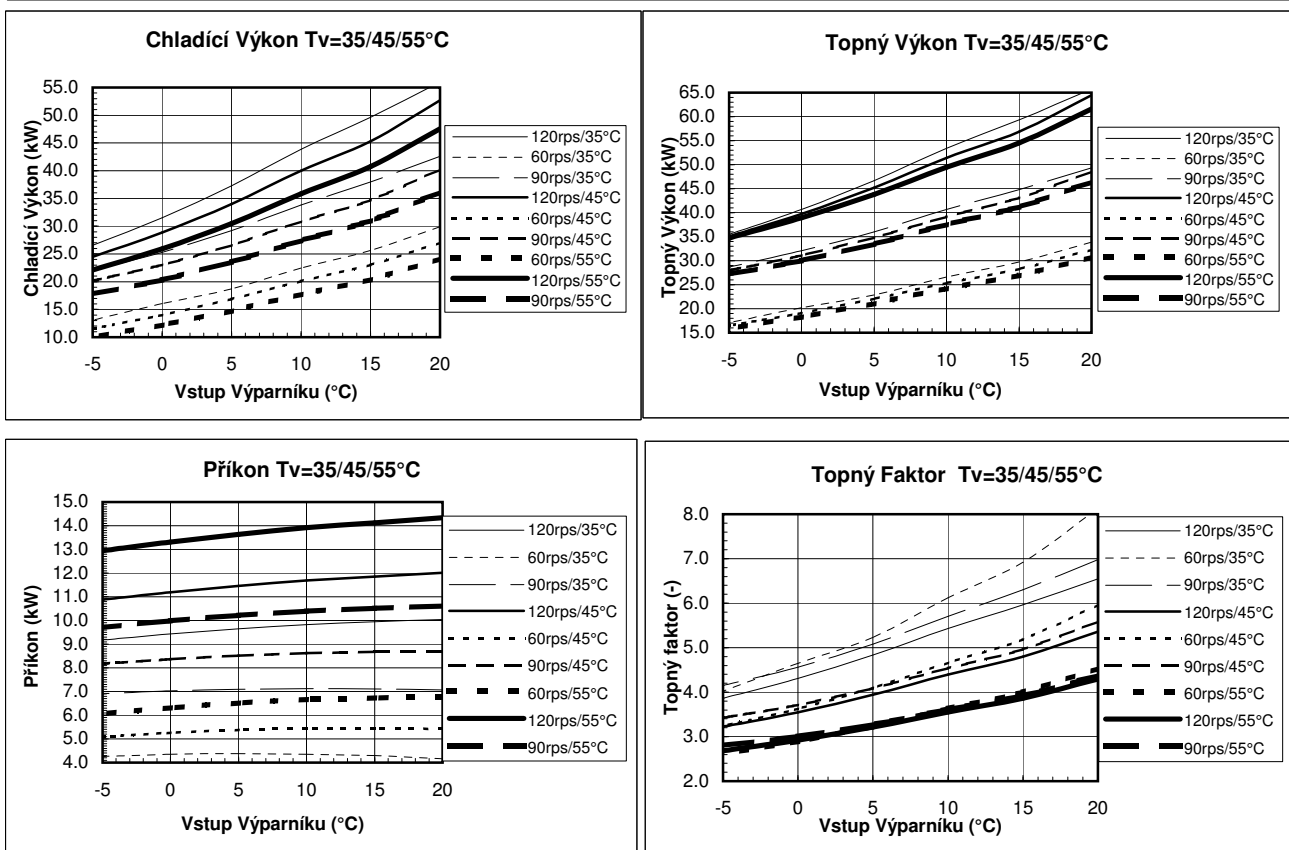 Chladící Výkon Tv=35/45/55°C
Chladící Výkon (kW)
55.0
50.0
45.0
40.0
35.0
30.0
25.0
20.0
15.0
10.0
-5 0 5 10 15 20
Vstup Výparníku (°C)
120rps/35°C
60rps/35°C
90rps/35°C
120rps/45°C
60rps/45°C
90rps/45°C
60rps/55°C
120rps/55°C
90rps/55°C
Topný Výkon Tv=35/45/55°C
Topný Výkon (kW)
65.0
60.0
55.0
50.0
45.0
40.0
35.0
30.0
25.0
20.0
15.0
-5 0 5 10 15 20
Vstup Výparníku (°C)
120rps/35°C
60rps/35°C
90rps/35°C
120rps/45°C
60rps/45°C
90rps/45°C
60rps/55°C
120rps/55°C
90rps/55°C
Příkon Tv=35/45/55°C
Příkon (kW)
15.0
14.0
13.0
12.0
11.0
10.0
9.0
8.0
7.0
6.0
5.0
4.0
-5 0 5 10 15 20
Vstup Výparníku (°C)
120rps/35°C
60rps/35°C
90rps/35°C
120rps/45°C
60rps/45°C
90rps/45°C
60rps/55°C
120rps/55°C
90rps/55°C
Topný Faktor Tv=35/45/55°C
Topný faktor (-)
8.0
7.0
6.0
5.0
4.0
3.0
2.0
-5 0 5 10 15 20
Vstup Výparníku (°C)
120rps/35°C
60rps/35°C
90rps/35°C
120rps/45°C
60rps/45°C
90rps/45°C
60rps/55°C
120rps/55°C
90rps/55°C